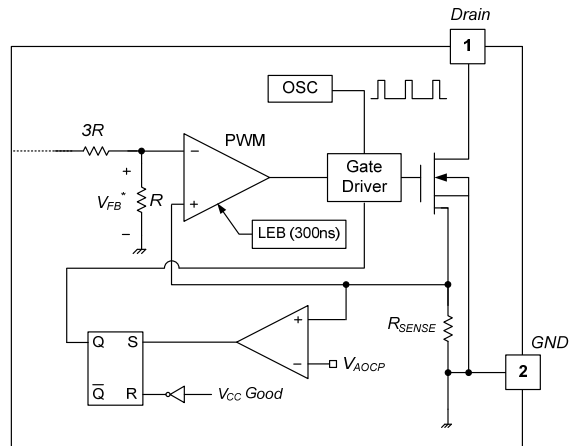 Drain
1
OSC
3R
PWM
−
+
+
V_FB*
−
R
Gate
Driver
LEB (300ns)
+
−
V_AOCP
R_SENSE
GND
2
Q
S
Q̅
R
V_CC Good